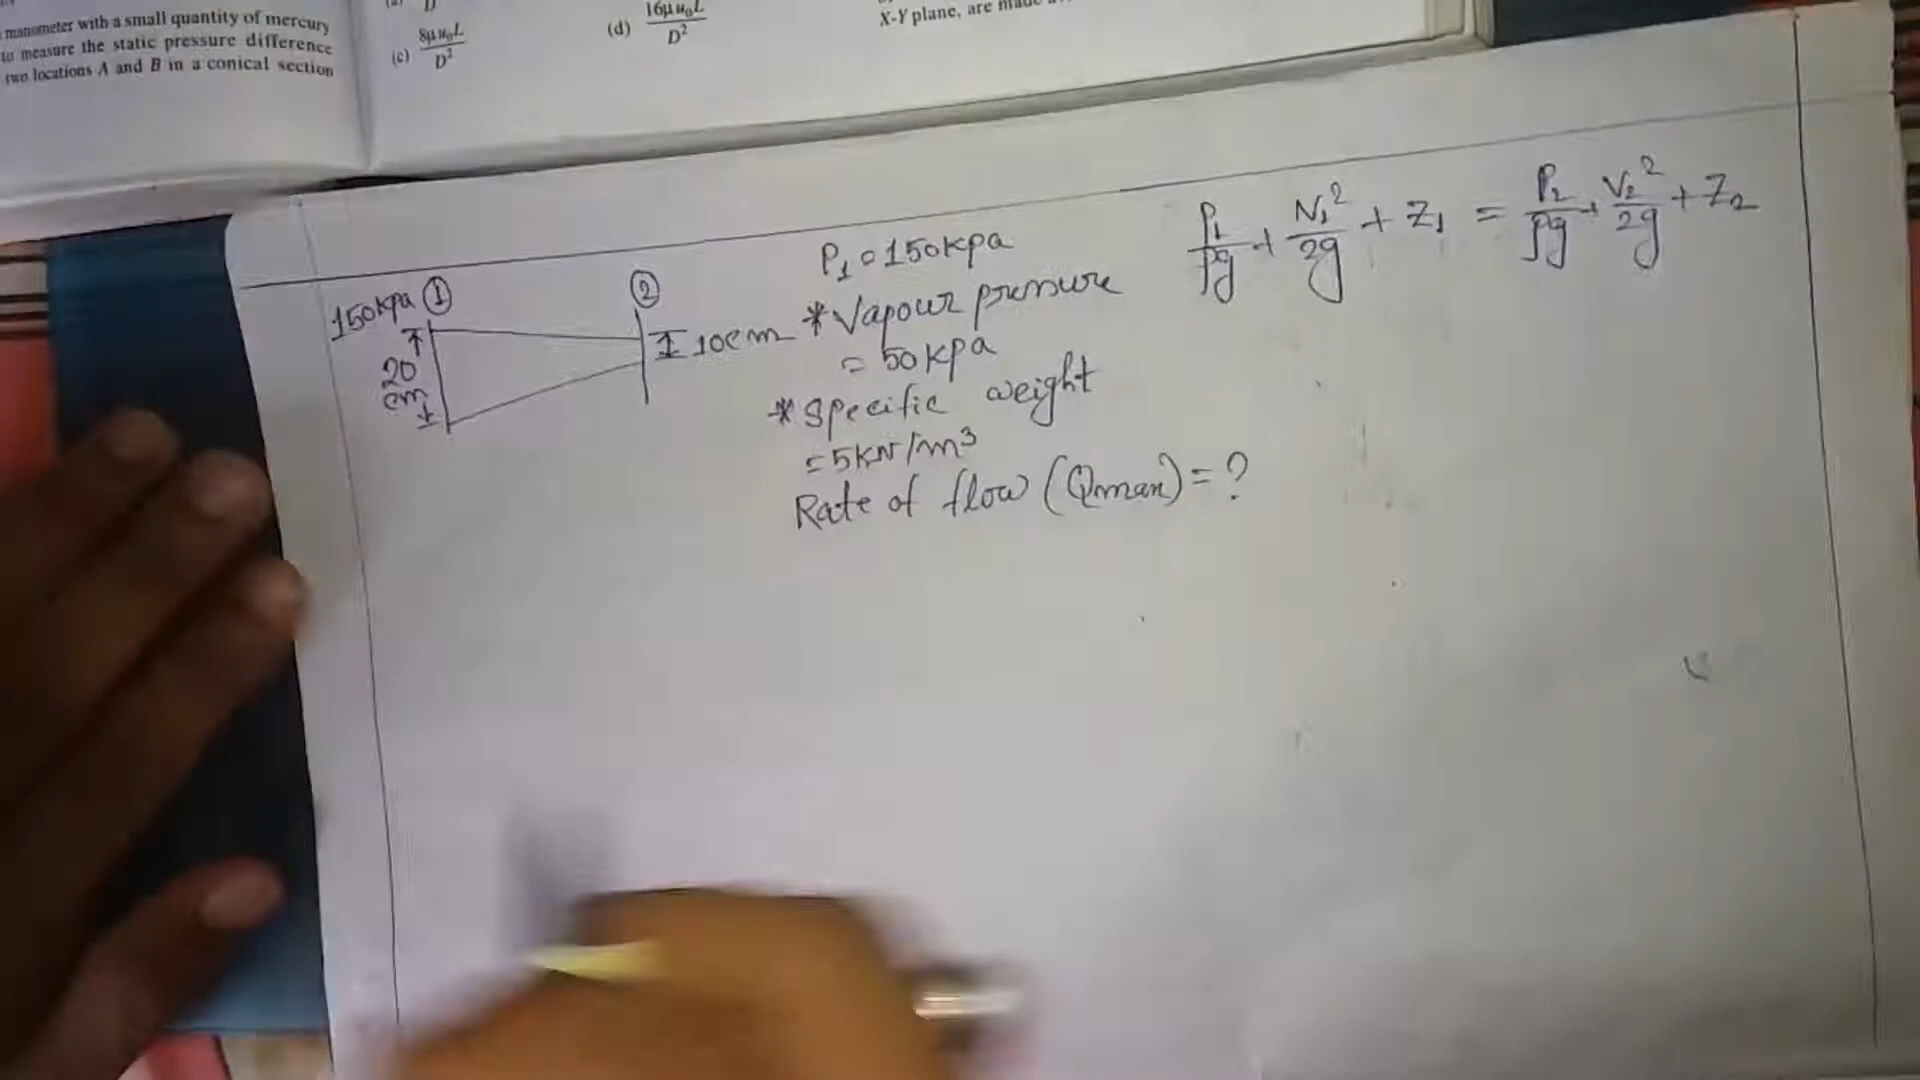 manometer with a small quantity of mercury
to measure the static pressure difference
two locations A and B in a conical section
(c) 8μu₀L / D²
(d) 16μu₀L / D²
X-Y plane, are made
P₁ = 150kpa
P₁/ρg + V₁²/2g + Z₁ = P₂/ρg + V₂²/2g + Z₂
150kpa ① ②
20 cm
10cm
* Vapour pressure
= 50kpa
* Specific weight
= 5KN/m³
Rate of flow (Qmax) = ?